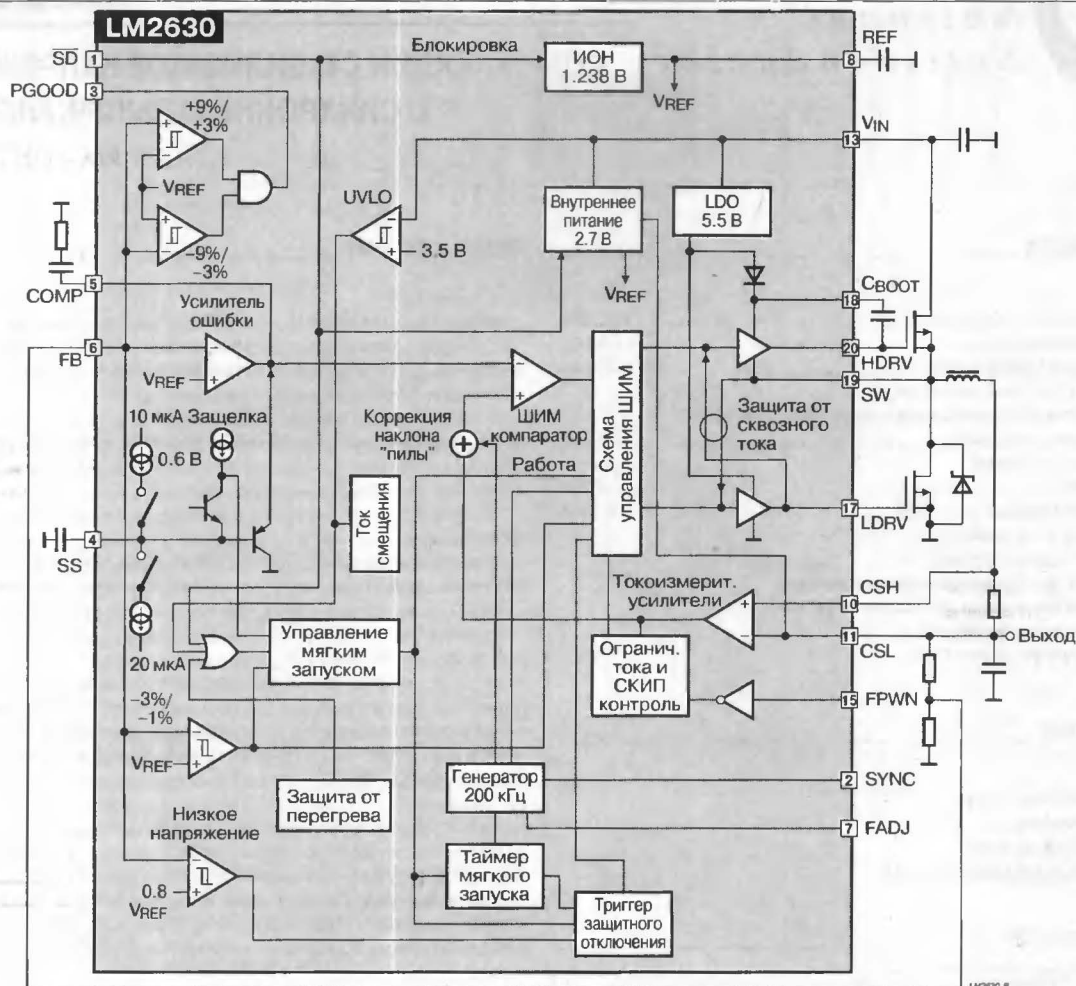 LM2630
SD
1
PGOOD
3
+9%/
+3%
VREF
-9%/
-3%
COMP
5
FB
6
Усилитель
ошибки
VREF
10 мкА Защелка
0.6 В
4
SS
20 мкА
-3%/
-1%
VREF
Низкое
напряжение
0.8
VREF
Блокировка
ИОН
1.238 В
VREF
UVLO
3.5 В
Внутреннее
питание
2.7 В
VREF
LDO
5.5 В
Коррекция
наклона
"пилы"
ШИМ
компаратор
Работа
Схема
управления ШИМ
Защита от
сквозного
тока
Ток
смещения
Управление
мягким
запуском
Токоизмерит.
усилители
Огранич.
тока и
СКИП
контроль
Защита от
перегрева
Генератор
200 кГц
Таймер
мягкого
запуска
Триггер
защитного
отключения
REF
8
VIN
13
CBOOT
18
20
HDRV
19
SW
17
LDRV
CSH
10
11
CSL
Выход
15
FPWN
2
SYNC
7
FADJ